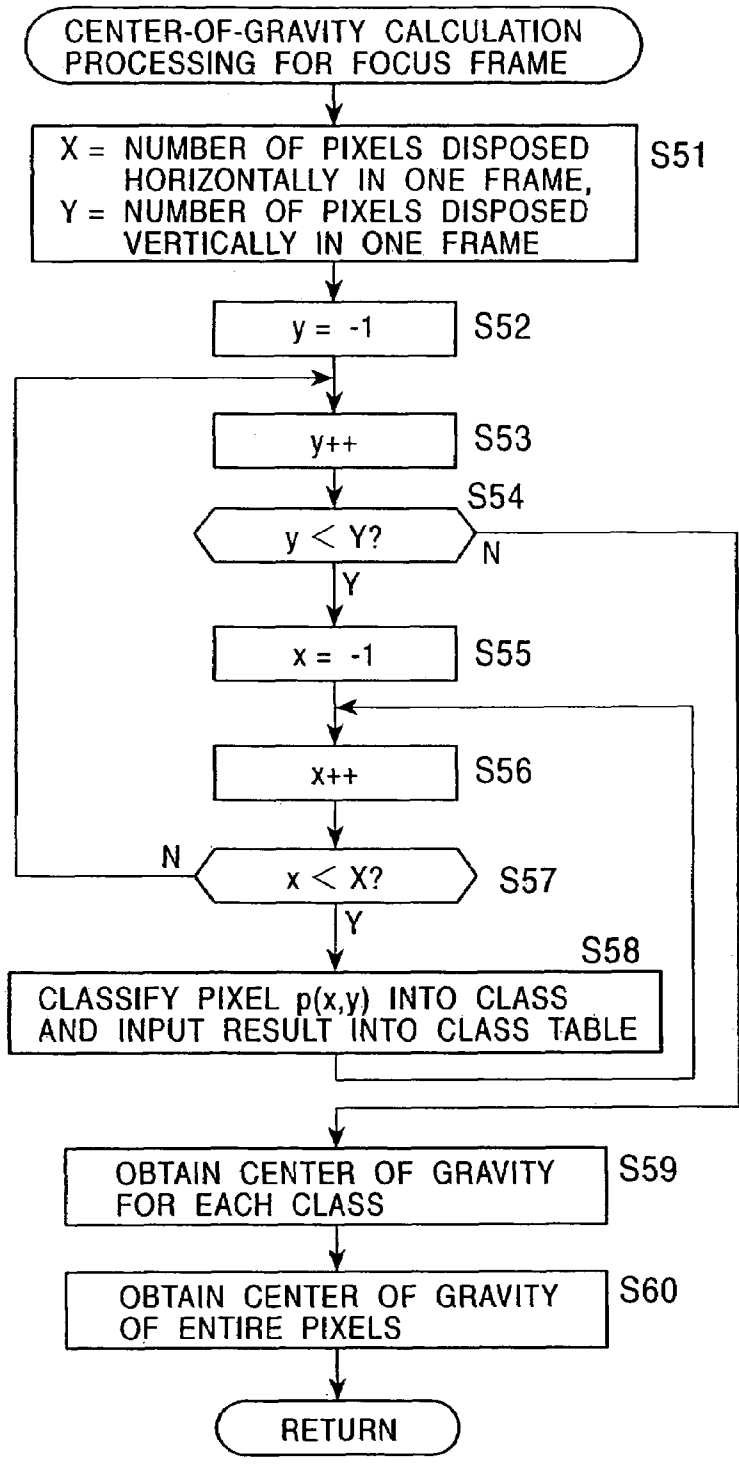 CENTER-OF-GRAVITY CALCULATION
PROCESSING FOR FOCUS FRAME
X = NUMBER OF PIXELS DISPOSED
HORIZONTALLY IN ONE FRAME,
Y = NUMBER OF PIXELS DISPOSED
VERTICALLY IN ONE FRAME
S51
y = -1
S52
y++
S53
S54
y < Y?
N
Y
x = -1
S55
x++
S56
N
x < X?
S57
Y
S58
CLASSIFY PIXEL p(x,y) INTO CLASS
AND INPUT RESULT INTO CLASS TABLE
OBTAIN CENTER OF GRAVITY
FOR EACH CLASS
S59
OBTAIN CENTER OF GRAVITY
OF ENTIRE PIXELS
S60
RETURN